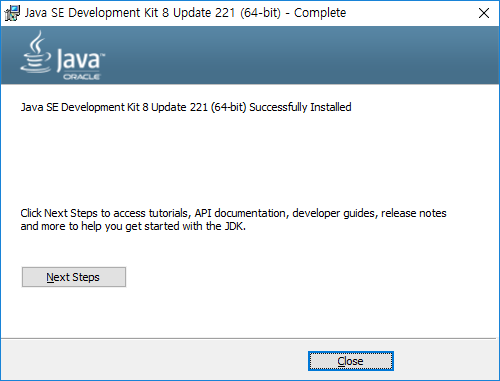 Java SE Development Kit 8 Update 221 (64-bit) - Complete
Java™
ORACLE
Java SE Development Kit 8 Update 221 (64-bit) Successfully Installed
Click Next Steps to access tutorials, API documentation, developer guides, release notes
and more to help you get started with the JDK.
Next Steps
Close